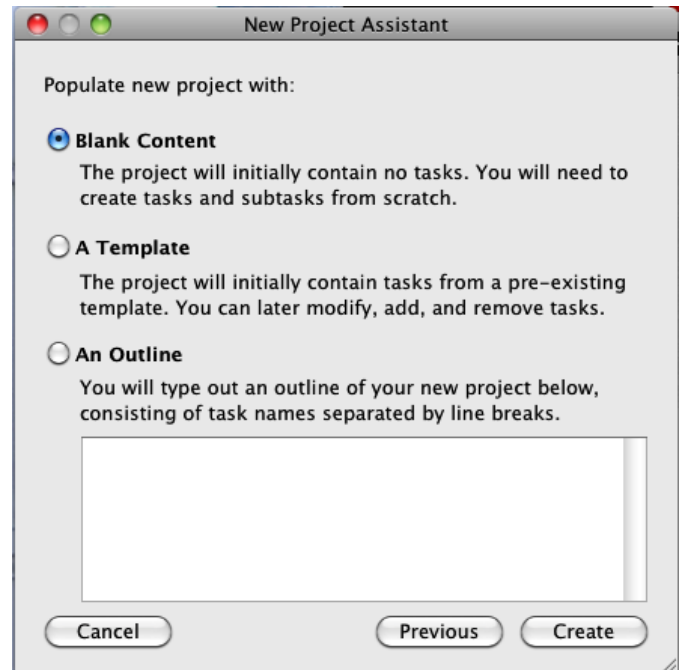 New Project Assistant
Populate new project with:
Blank Content
The project will initially contain no tasks. You will need to
create tasks and subtasks from scratch.
A Template
The project will initially contain tasks from a pre-existing
template. You can later modify, add, and remove tasks.
An Outline
You will type out an outline of your new project below,
consisting of task names separated by line breaks.
Cancel Previous Create